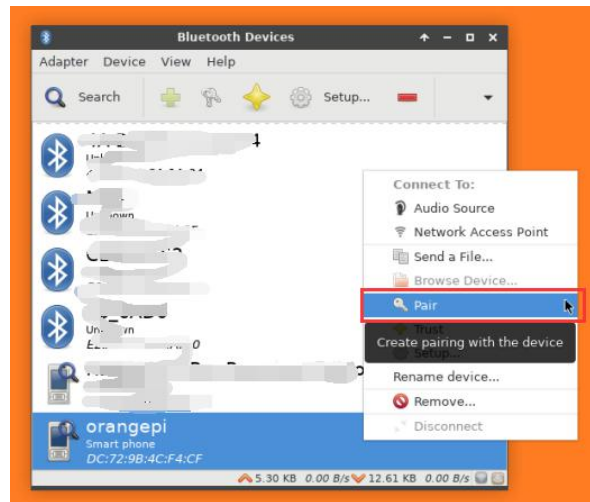 Bluetooth Devices
Adapter Device View Help
Search Setup...
Connect To:
Audio Source
Network Access Point
Send a File...
Browse Device...
Pair
Trust
Create pairing with the device
Setup...
Rename device...
Remove...
Disconnect
orangepi
Smart phone
DC:72:9B:4C:F4:CF
5.30 KB 0.00 B/s 12.61 KB 0.00 B/s